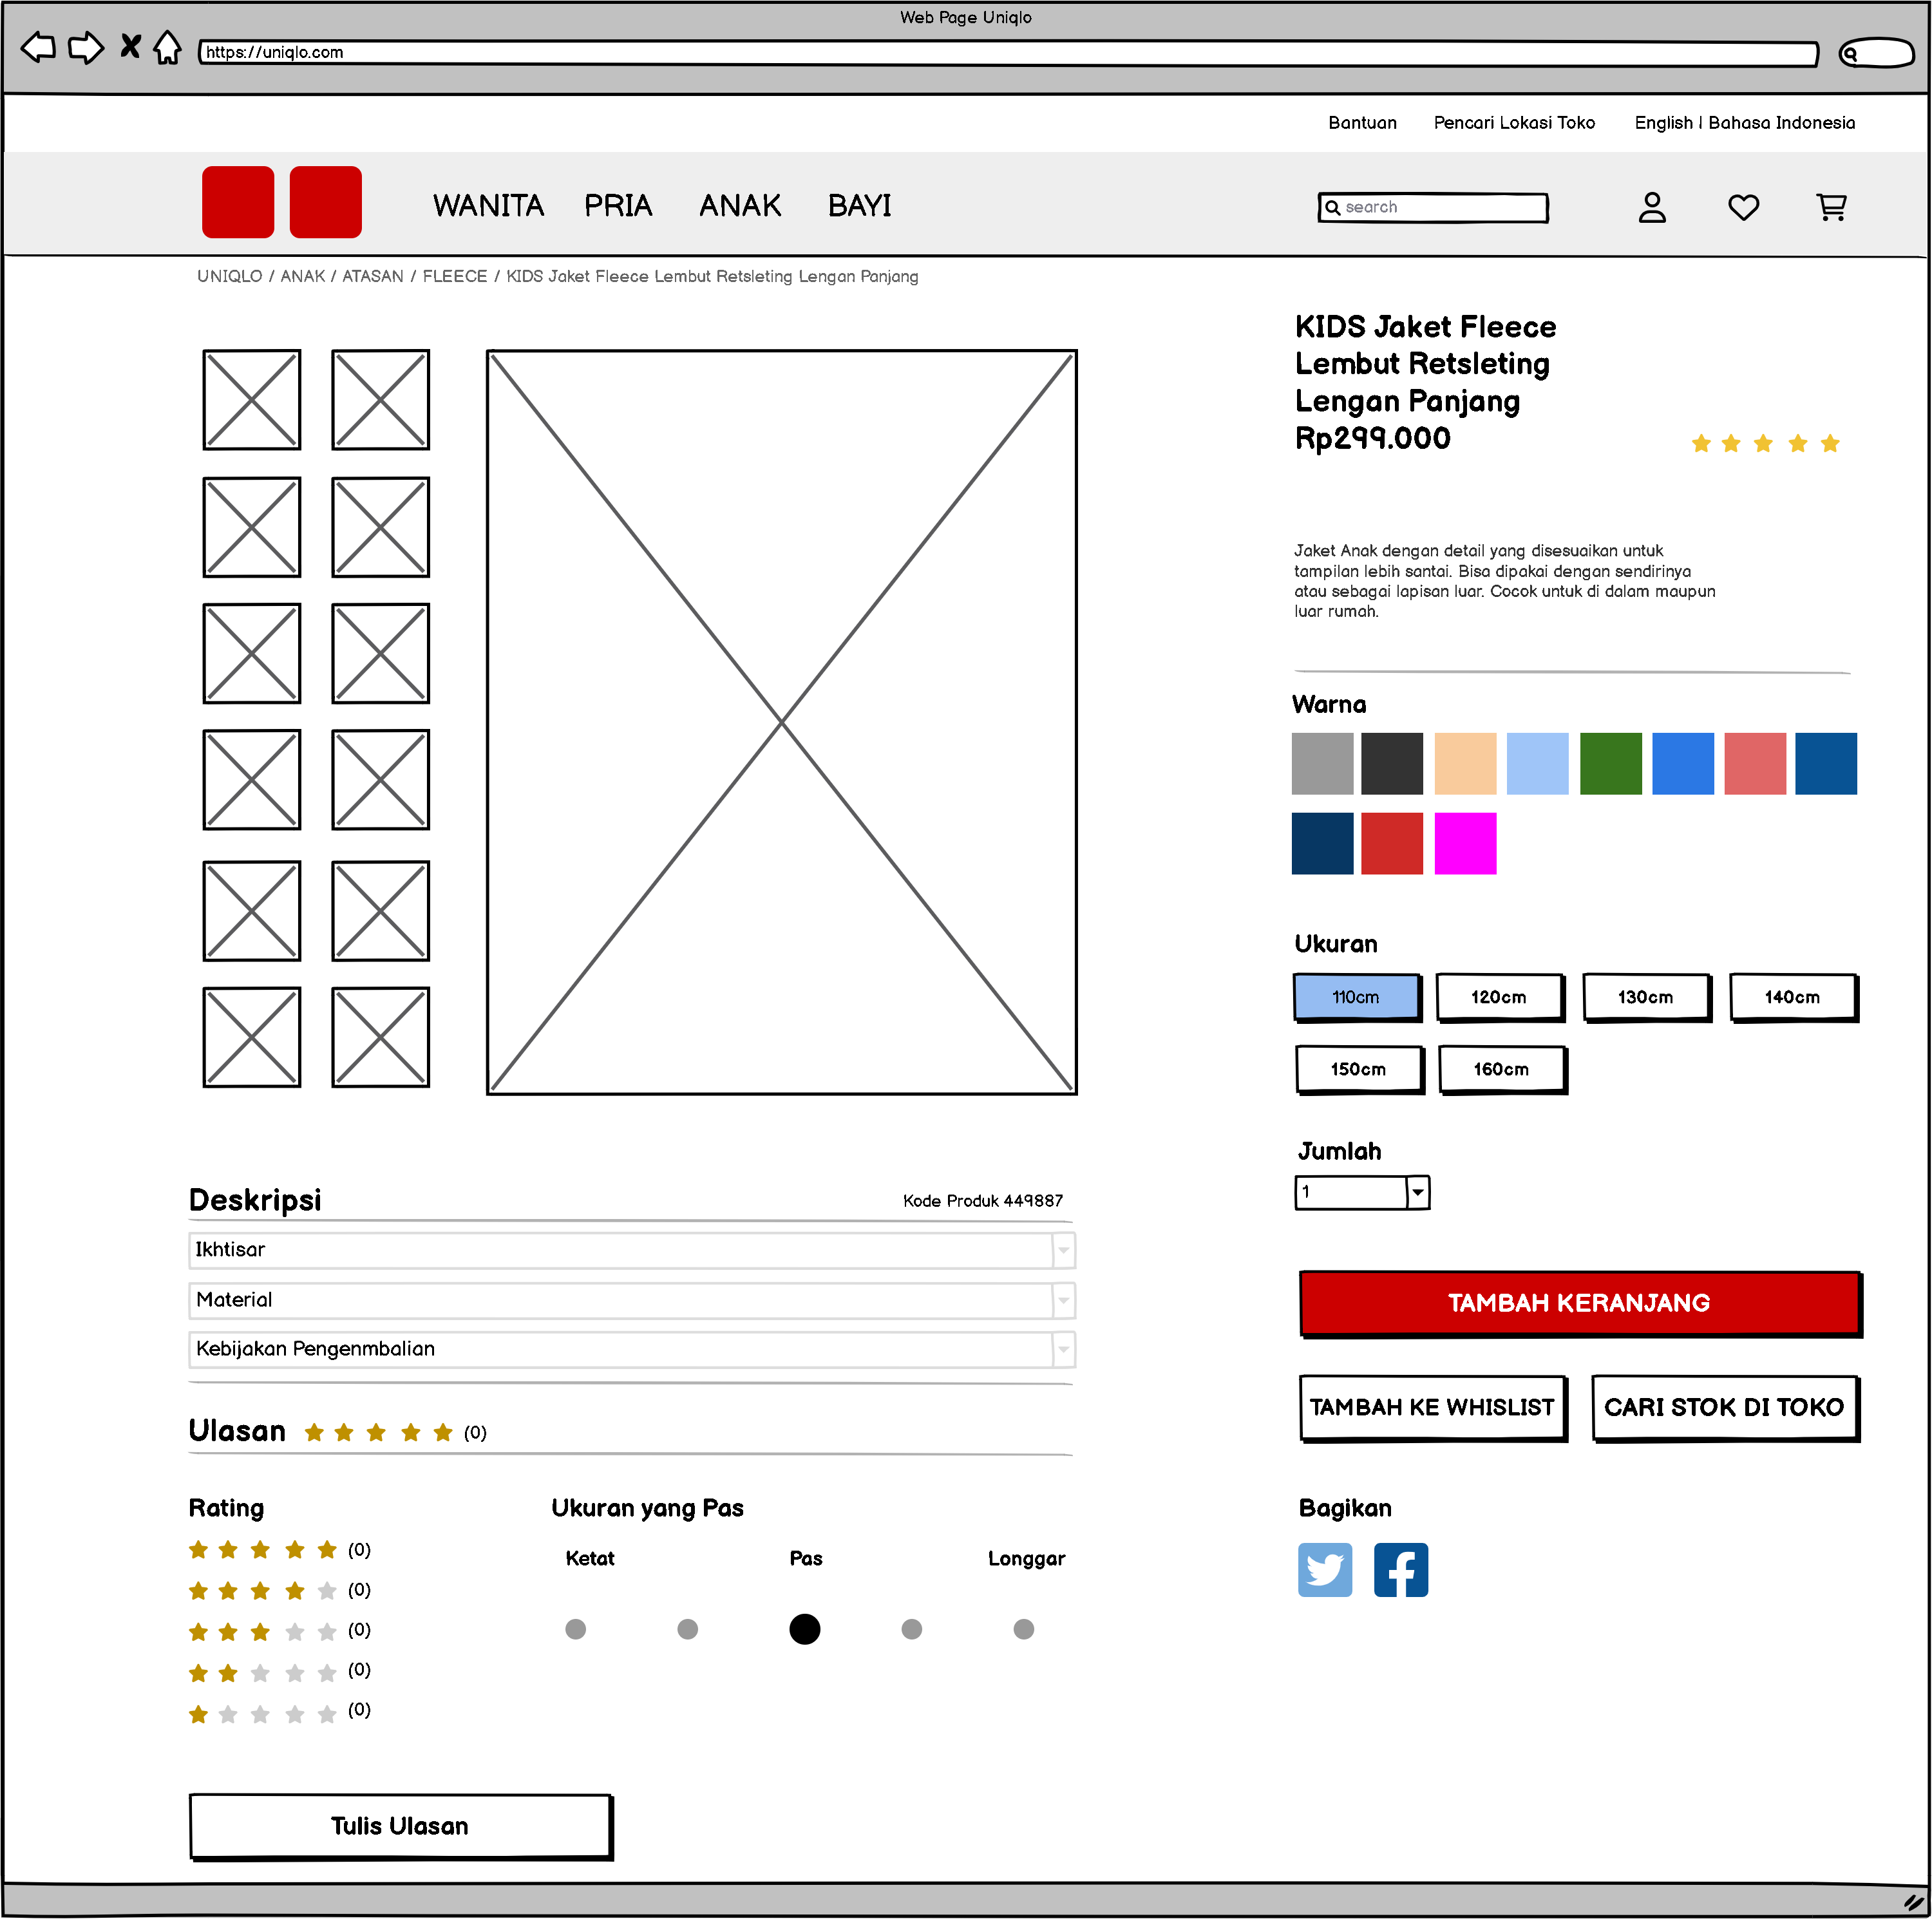 Web Page Uniqlo
https://uniqlo.com
Bantuan Pencari Lokasi Toko English | Bahasa Indonesia
WANITA PRIA ANAK BAYI search
UNIQLO / ANAK / ATASAN / FLEECE / KIDS Jaket Fleece Lembut Retsleting Lengan Panjang
KIDS Jaket Fleece
Lembut Retsleting
Lengan Panjang
Rp299.000
Jaket Anak dengan detail yang disesuaikan untuk
tampilan lebih santai. Bisa dipakai dengan sendirinya
atau sebagai lapisan luar. Cocok untuk di dalam maupun
luar rumah.
Warna
Ukuran
110cm 120cm 130cm 140cm
150cm 160cm
Jumlah
1
TAMBAH KERANJANG
TAMBAH KE WHISLIST CARI STOK DI TOKO
Bagikan
Deskripsi Kode Produk 449887
Ikhtisar
Material
Kebijakan Pengenmbalian
Ulasan (0)
Rating
(0)
(0)
(0)
(0)
(0)
Ukuran yang Pas
Ketat Pas Longgar
Tulis Ulasan